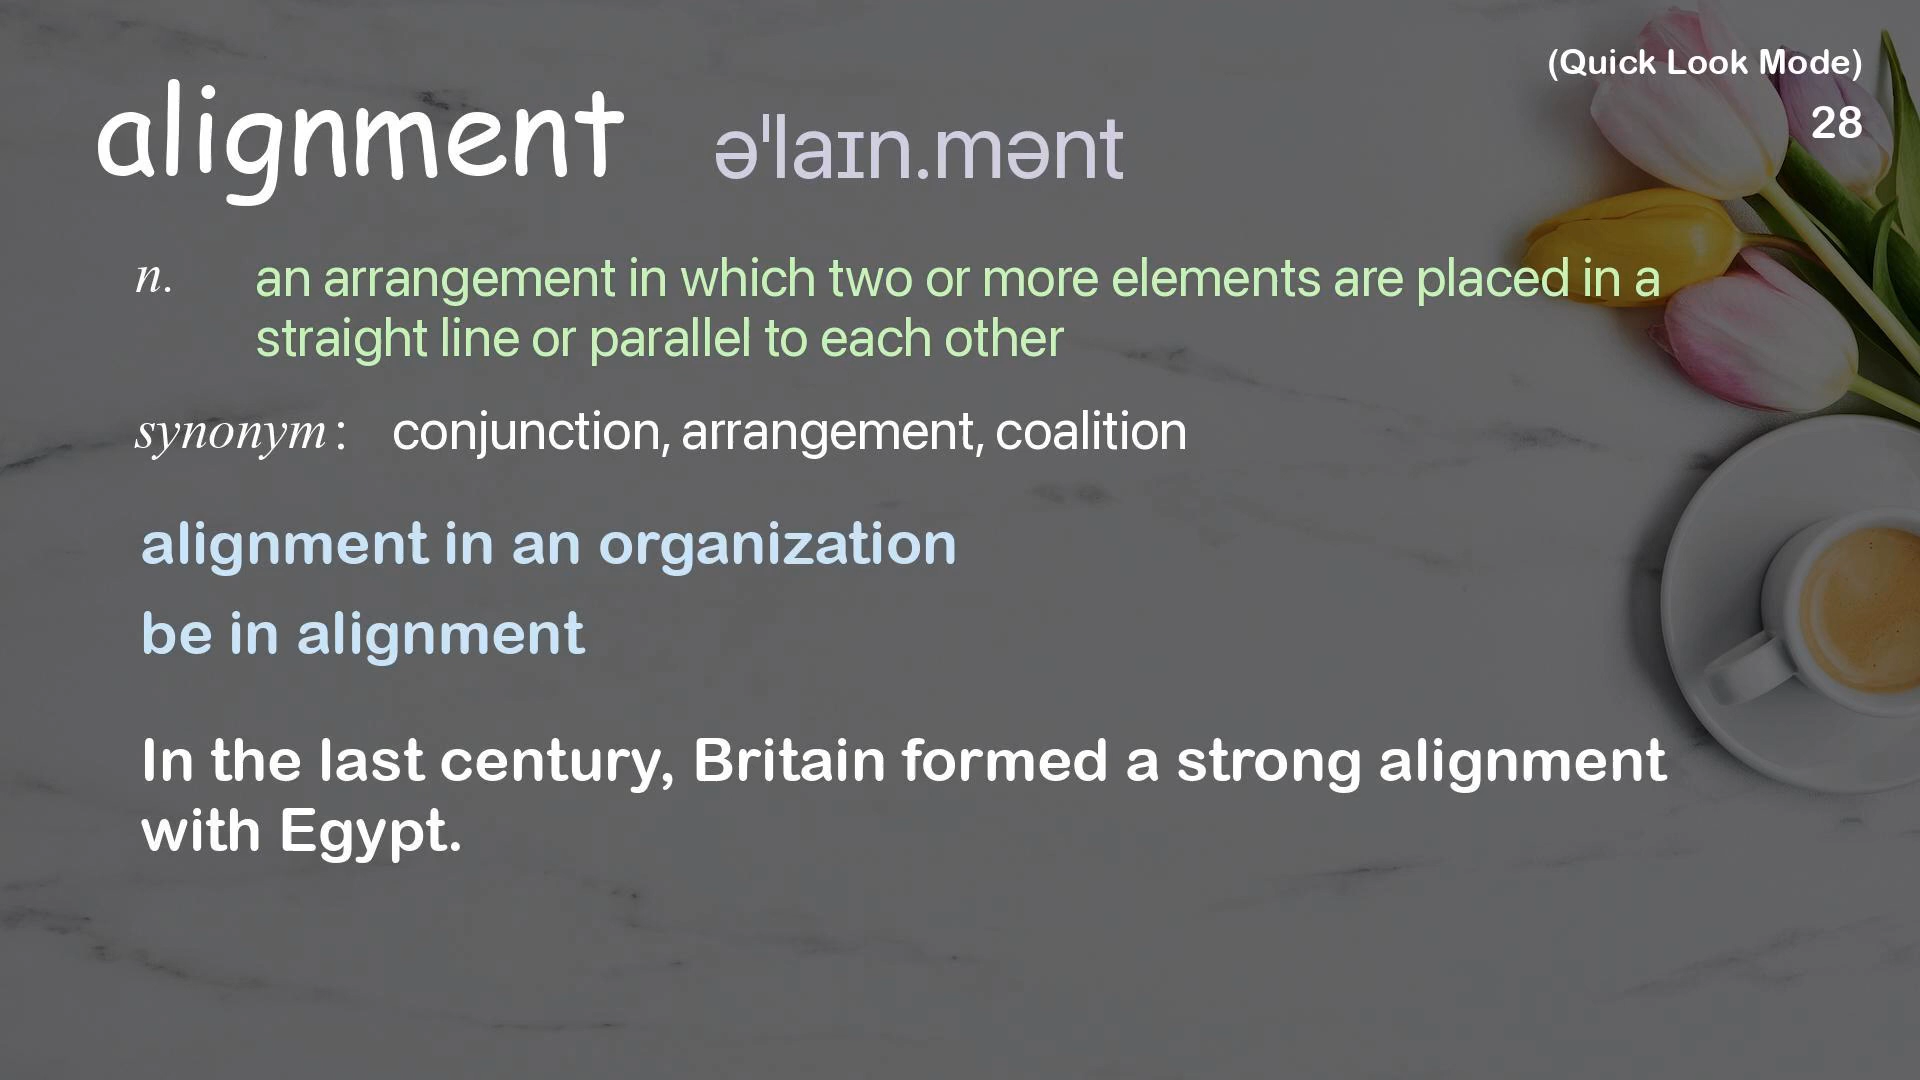 (Quick Look Mode)
28
alignment əˈlaɪn.mənt
n. an arrangement in which two or more elements are placed in a
straight line or parallel to each other
synonym: conjunction, arrangement, coalition
alignment in an organization
be in alignment
In the last century, Britain formed a strong alignment
with Egypt.